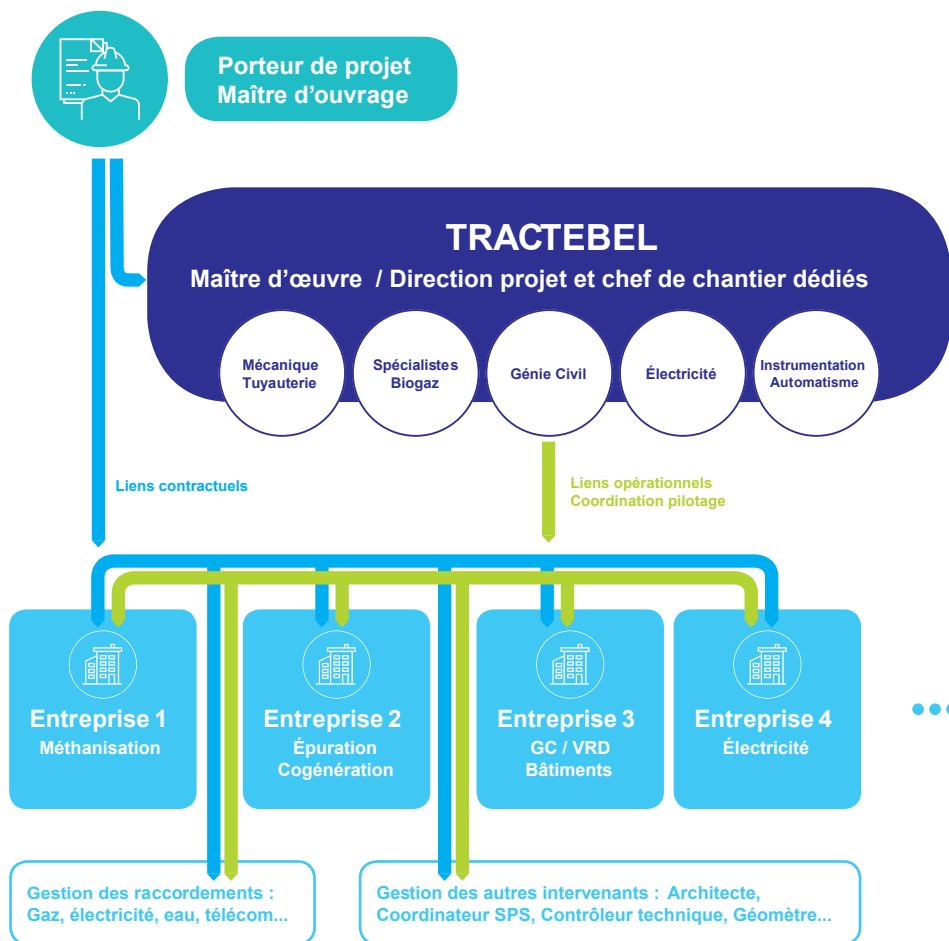 Porteur de projet
Maître d'ouvrage
TRACTEBEL
Maître d'œuvre / Direction projet et chef de chantier dédiés
Mécanique
Tuyauterie
Spécialistes
Biogaz
Génie Civil
Électricité
Instrumentation
Automatisme
Liens contractuels
Liens opérationnels
Coordination pilotage
Entreprise 1
Méthanisation
Entreprise 2
Épuration
Cogénération
Entreprise 3
GC / VRD
Bâtiments
Entreprise 4
Électricité
Gestion des raccordements :
Gaz, électricité, eau, télécom...
Gestion des autres intervenants : Architecte,
Coordinateur SPS, Contrôleur technique, Géomètre...